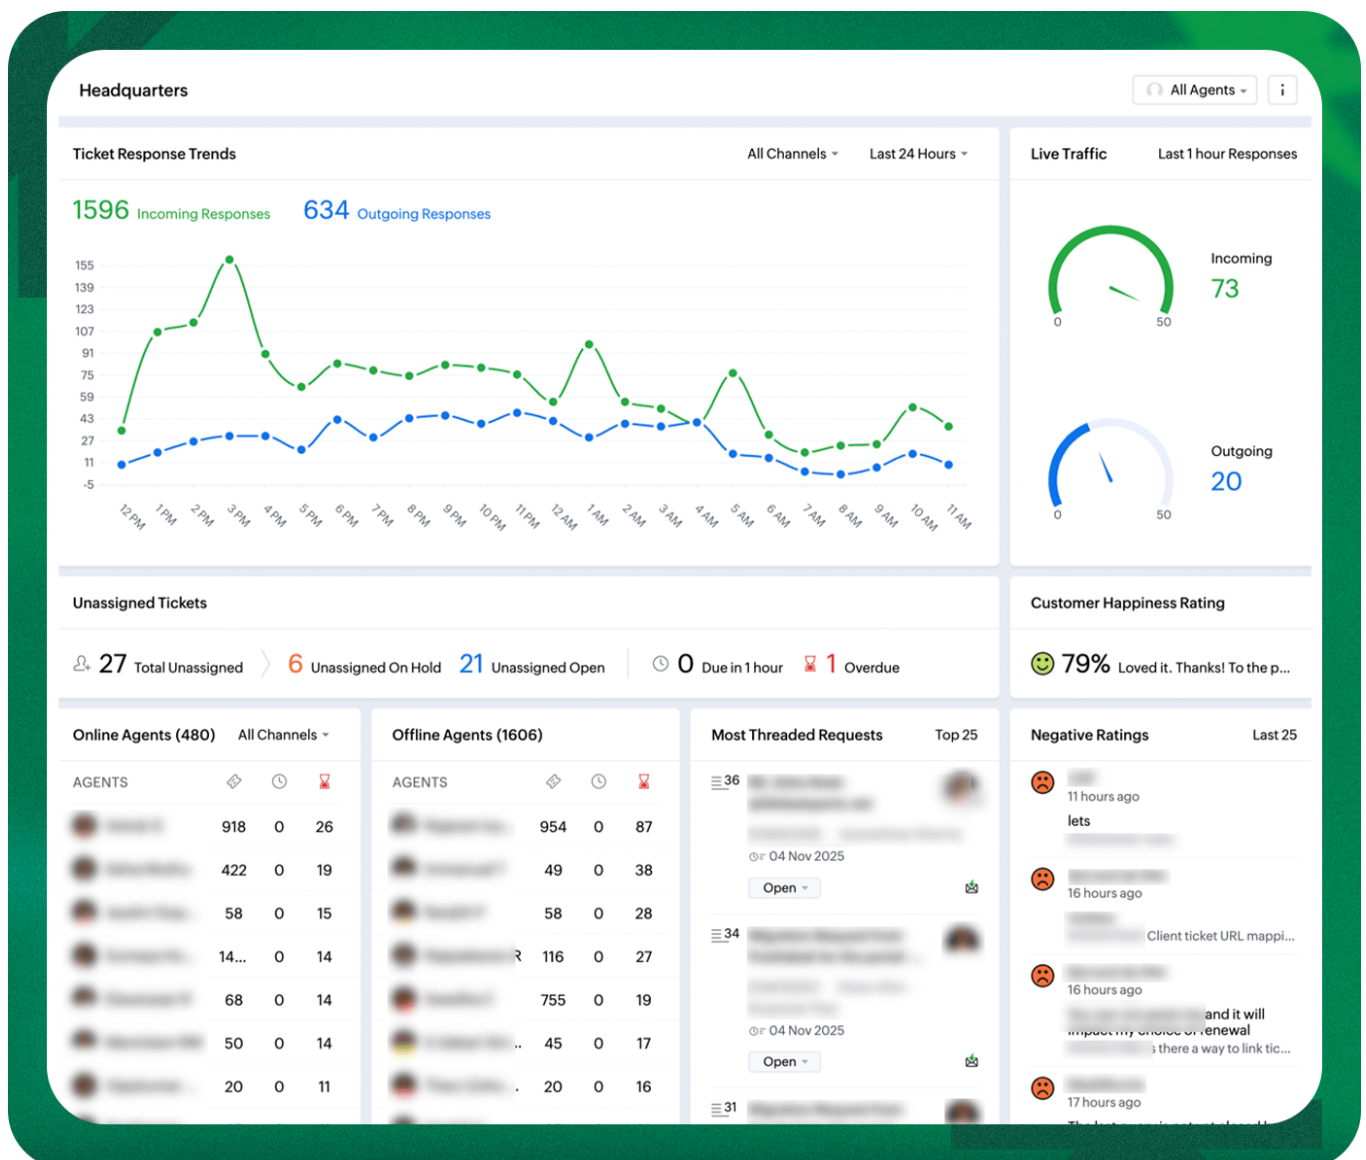 Headquarters
All Agents
i
Ticket Response Trends
All Channels
Last 24 Hours
1596 Incoming Responses
634 Outgoing Responses
155
139
123
107
91
75
59
43
27
11
-5
12 PM
1 PM
2 PM
3 PM
4 PM
5 PM
6 PM
7 PM
8 PM
9 PM
10 PM
11 PM
12 AM
1 AM
2 AM
3 AM
4 AM
5 AM
6 AM
7 AM
8 AM
9 AM
10 AM
11 AM
Live Traffic
Last 1 hour Responses
Incoming
73
0
50
Outgoing
20
0
50
Unassigned Tickets
27 Total Unassigned
6 Unassigned On Hold
21 Unassigned Open
0 Due in 1 hour
1 Overdue
Customer Happiness Rating
79% Loved it. Thanks! To the p...
Online Agents (480)
All Channels
AGENTS
918 0 26
422 0 19
58 0 15
14... 0 14
68 0 14
50 0 14
20 0 11
Offline Agents (1606)
AGENTS
954 0 87
49 0 38
58 0 28
R 116 0 27
755 0 19
45 0 17
20 0 16
Most Threaded Requests
Top 25
36
04 Nov 2025
Open
34
04 Nov 2025
Open
31
Negative Ratings
Last 25
11 hours ago
lets
16 hours ago
Client ticket URL mappi...
16 hours ago
and it will
impact my choice of renewal
s there a way to link tic...
17 hours ago